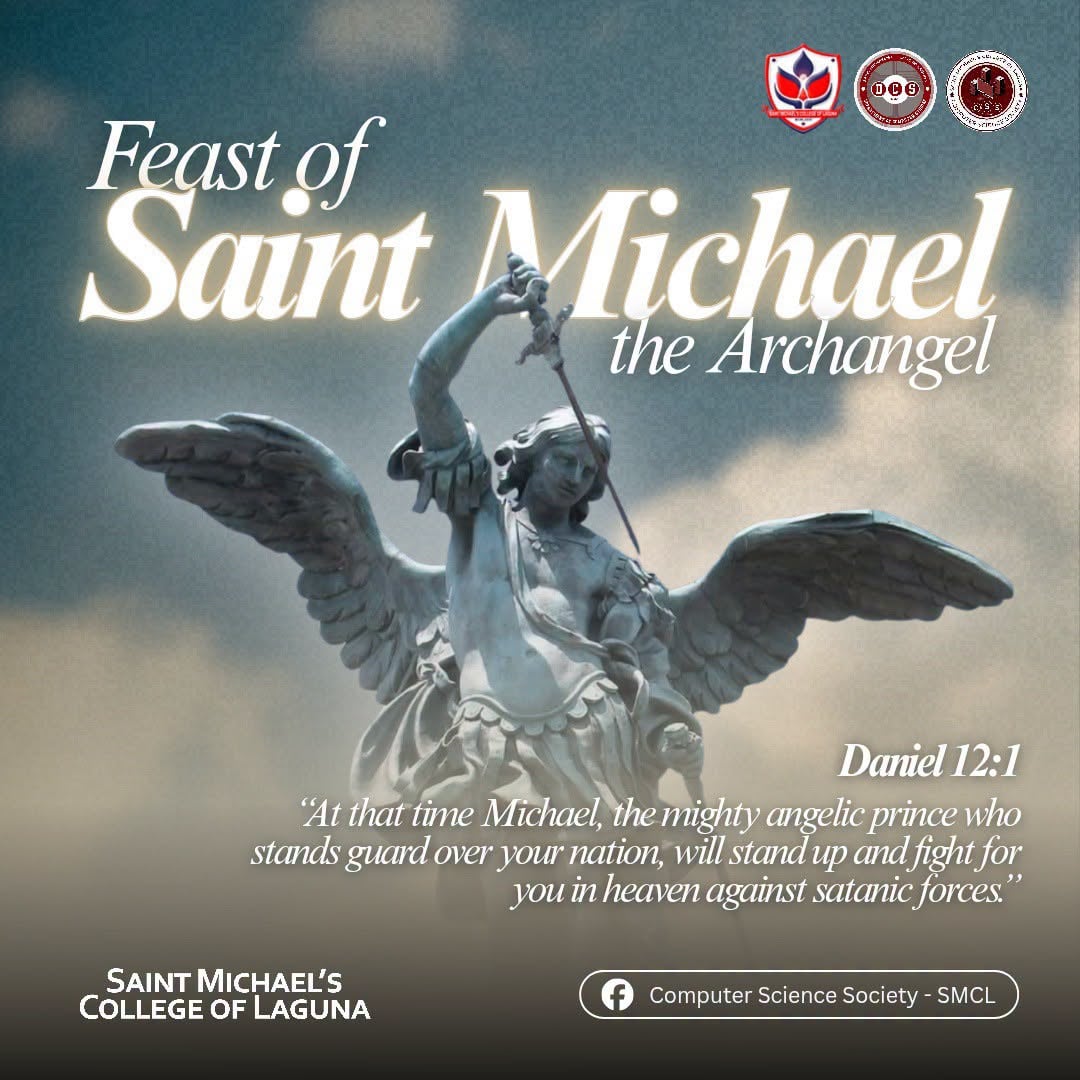 Feast of
Saint Michael
the Archangel
DCS
Daniel 12:1
“At that time Michael, the mighty angelic prince who
stands guard over your nation, will stand up and fight for
you in heaven against satanic forces.”
SAINT MICHAEL’S
COLLEGE OF LAGUNA
Computer Science Society - SMCL